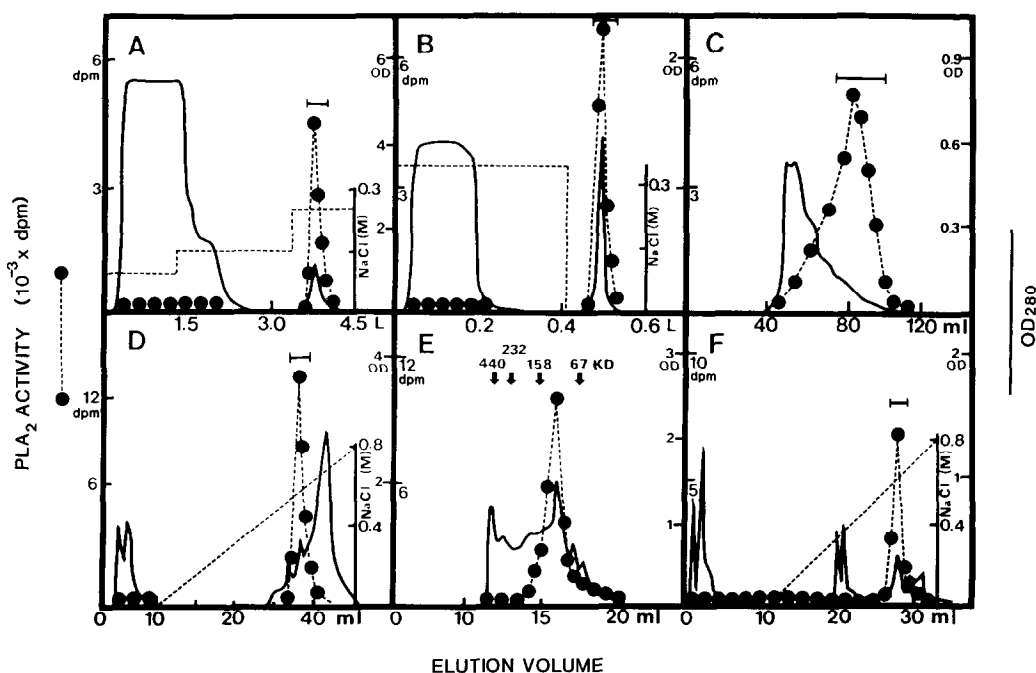 A
B
C
6
dpm
3
0.3
NaCl (M)
1.5
3.0
4.5 L
6
OD
4
2
6
dpm
3
0.3
NaCl (M)
0.2
0.4
0.6 L
2
OD
6
dpm
3
0.9
OD
0.6
0.3
40
80
120 ml
PLA2 ACTIVITY (10-3 x dpm)
OD280
D
E
F
12
dpm
6
0.8
0.4
NaCl (M)
0
10
40 ml
4
OD
2
12
dpm
6
440
232
158
67 KD
0
15
20 ml
3
OD
2
1
10
dpm
5
0.8
0.4
NaCl (M)
2
OD
1
0
10
20
30 ml
ELUTION VOLUME